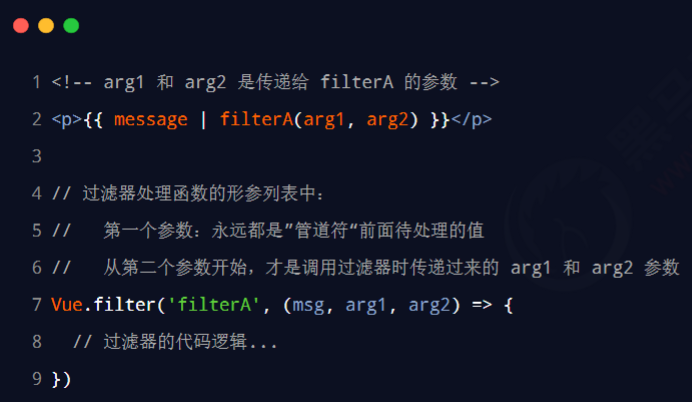 1 <!-- arg1 和 arg2 是传递给 filterA 的参数 -->
2 <p>{{ message | filterA(arg1, arg2) }}</p>
3
4 // 过滤器处理函数的形参列表中：
5 //   第一个参数：永远都是”管道符“前面待处理的值
6 //   从第二个参数开始，才是调用过滤器时传递过来的 arg1 和 arg2 参数
7 Vue.filter('filterA', (msg, arg1, arg2) => {
8   // 过滤器的代码逻辑...
9 })